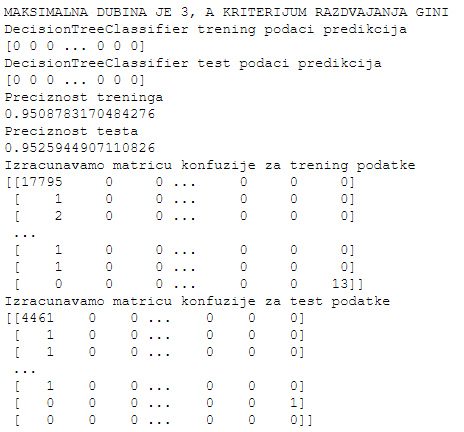 MAKSIMALNA DUBINA JE 3, A KRITERIJUM RAZDVAJANJA GINI
DecisionTreeClassifier trening podaci predikcija
[0 0 0 ... 0 0 0]
DecisionTreeClassifier test podaci predikcija
[0 0 0 ... 0 0 0]
Preciznost treninga
0.9508783170484276
Preciznost testa
0.9525944907110826
Izracunavamo matricu konfuzije za trening podatke
[[17795 0 0 ... 0 0 0]
[ 1 0 0 ... 0 0 0]
[ 2 0 0 ... 0 0 0]
...
[ 1 0 0 ... 0 0 0]
[ 1 0 0 ... 0 0 0]
[ 0 0 0 ... 0 0 13]]
Izracunavamo matricu konfuzije za test podatke
[[4461 0 0 ... 0 0 0]
[ 1 0 0 ... 0 0 0]
[ 1 0 0 ... 0 0 0]
...
[ 1 0 0 ... 0 0 0]
[ 0 0 0 ... 0 0 1]
[ 0 0 0 ... 0 0 0]]